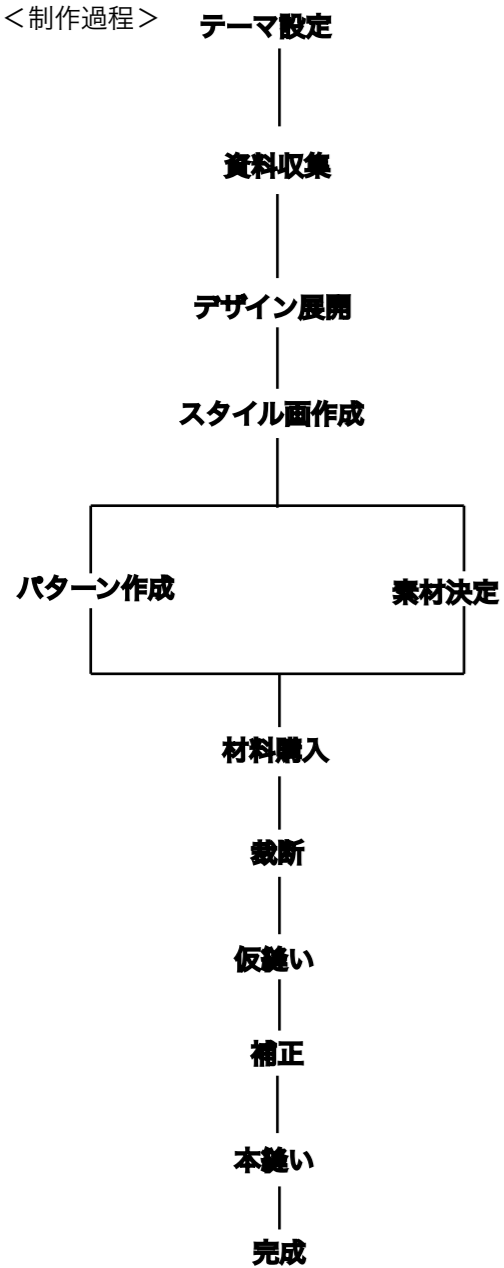 ＜制作過程＞
テーマ設定
資料収集
デザイン展開
スタイル画作成
パターン作成
素材決定
材料購入
裁断
仮縫い
補正
本縫い
完成